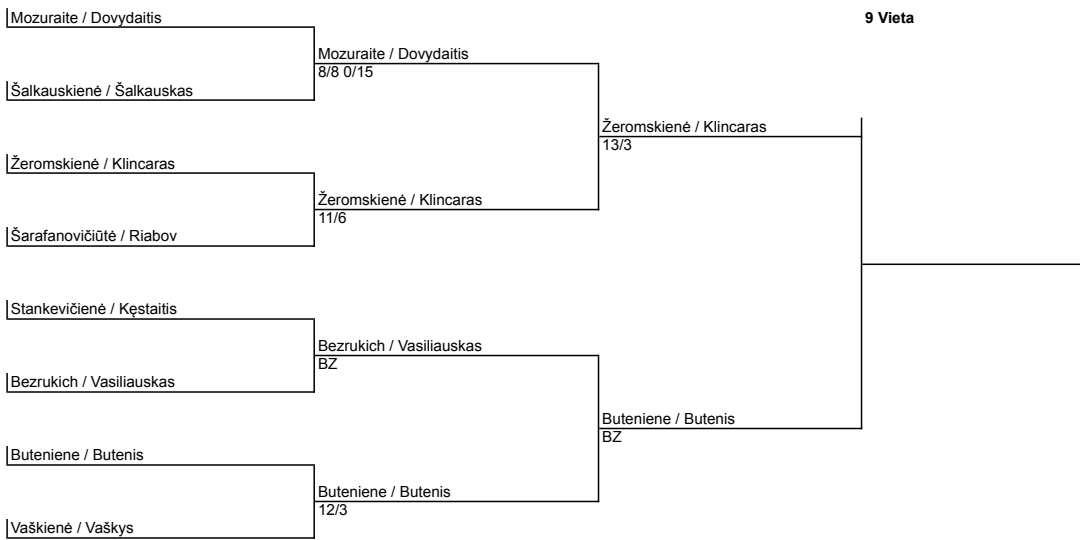 Mozuraite / Dovydaitis
9 Vieta
Mozuraite / Dovydaitis
8/8 0/15
Šalkauskienė / Šalkauskas
Žeromskienė / Klincaras
13/3
Žeromskienė / Klincaras
Žeromskienė / Klincaras
11/6
Šarafanovičiūtė / Riabov
Stankevičienė / Kęstaitis
Bezrukich / Vasiliauskas
BZ
Bezrukich / Vasiliauskas
Buteniene / Butenis
BZ
Buteniene / Butenis
Buteniene / Butenis
12/3
Vaškienė / Vaškys